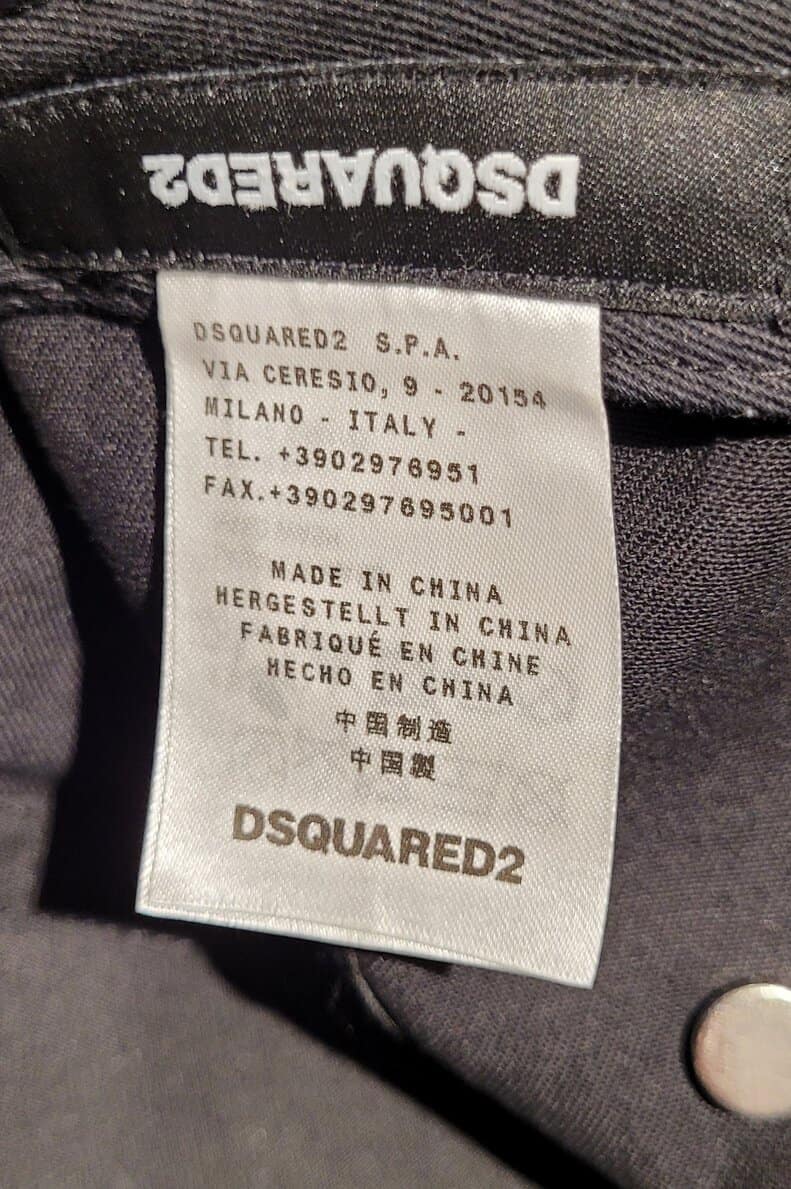 DSQUARED2
DSQUARED2 S.P.A.
VIA CERESIO, 9 - 20154
MILANO - ITALY -
TEL. +3902976951
FAX.+390297695001
MADE IN CHINA
HERGESTELLT IN CHINA
FABRIQUÉ EN CHINE
HECHO EN CHINA
中国制造
中国製
DSQUARED2